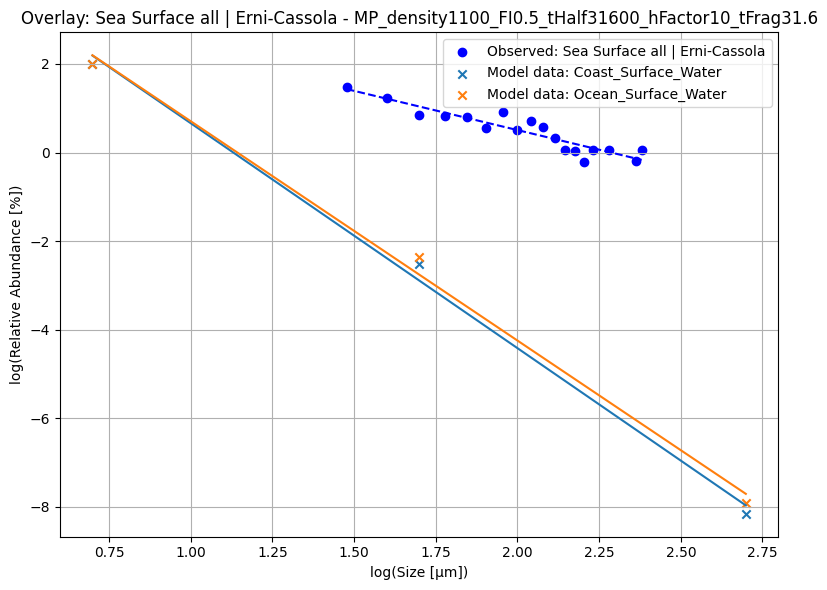 Overlay: Sea Surface all | Erni-Cassola - MP_density1100_FI0.5_tHalf31600_hFactor10_tFrag31.6
Observed: Sea Surface all | Erni-Cassola
Model data: Coast_Surface_Water
Model data: Ocean_Surface_Water
log(Relative Abundance [%])
2
0
−2
−4
−6
−8
0.75 1.00 1.25 1.50 1.75 2.00 2.25 2.50 2.75
log(Size [µm])